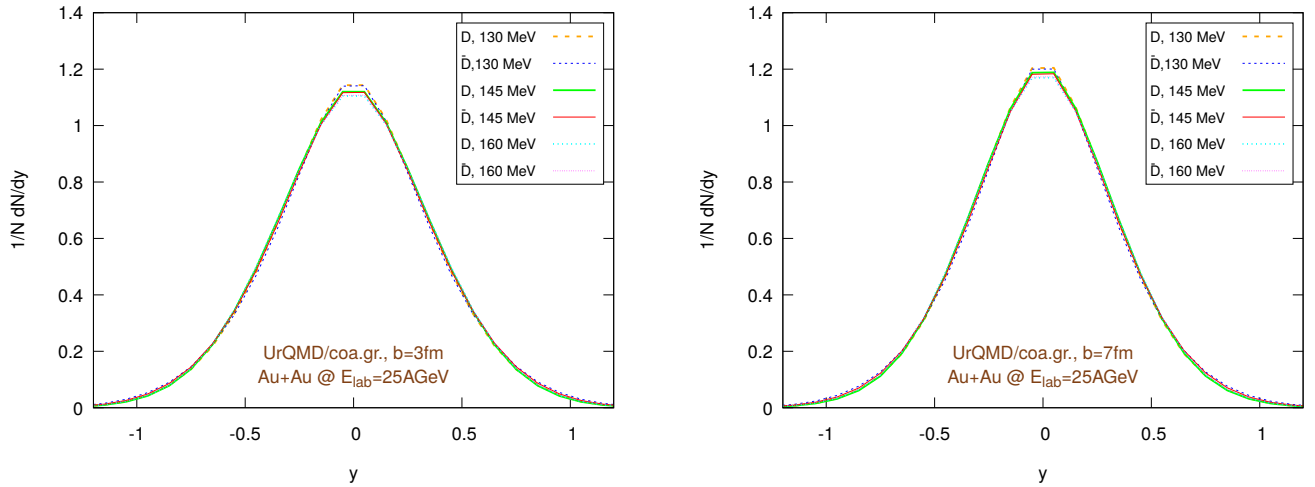 1.4
1.2
1
0.8
0.6
0.4
0.2
0
1/N dN/dy
-1
-0.5
0
0.5
1
y
D, 130 MeV
D̄,130 MeV
D, 145 MeV
D̄, 145 MeV
D, 160 MeV
D̄, 160 MeV
UrQMD/coa.gr., b=3fm
Au+Au @ E_lab=25AGeV
1.4
1.2
1
0.8
0.6
0.4
0.2
0
1/N dN/dy
-1
-0.5
0
0.5
1
y
D, 130 MeV
D̄,130 MeV
D, 145 MeV
D̄, 145 MeV
D, 160 MeV
D̄, 160 MeV
UrQMD/coa.gr., b=7fm
Au+Au @ E_lab=25AGeV